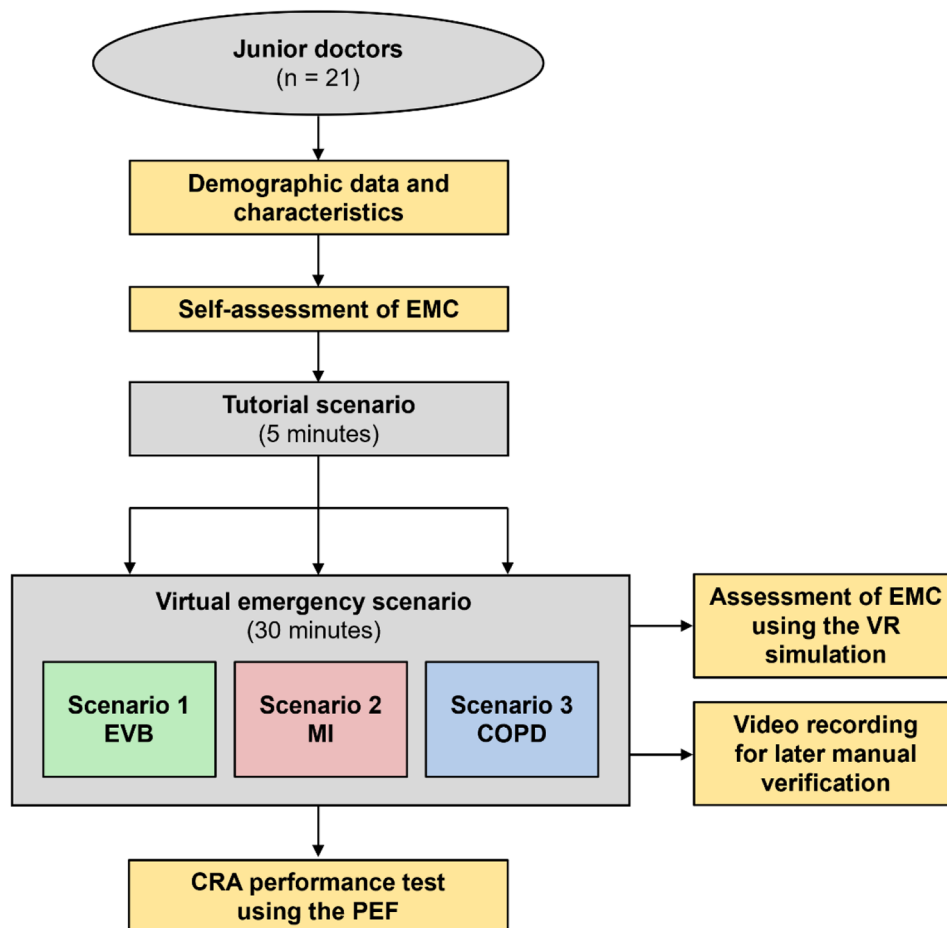 Junior doctors
(n = 21)
Demographic data and
characteristics
Self-assessment of EMC
Tutorial scenario
(5 minutes)
Virtual emergency scenario
(30 minutes)
Scenario 1
EVB
Scenario 2
MI
Scenario 3
COPD
Assessment of EMC
using the VR
simulation
Video recording
for later manual
verification
CRA performance test
using the PEF